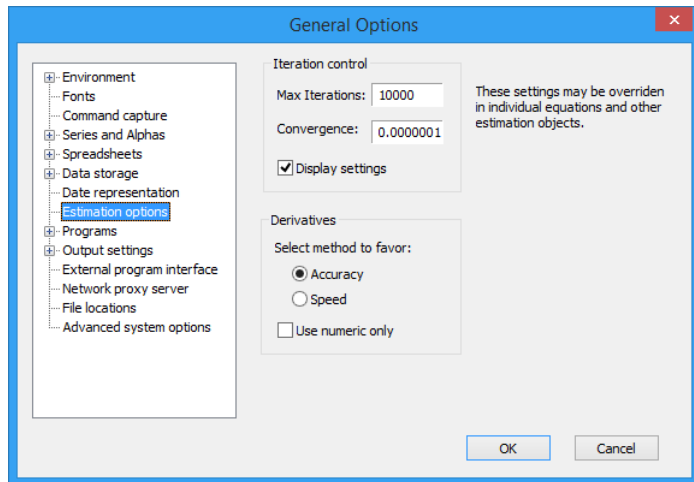 General Options
Environment
Fonts
Command capture
Series and Alphas
Spreadsheets
Data storage
Date representation
Estimation options
Programs
Output settings
External program interface
Network proxy server
File locations
Advanced system options
Iteration control
Max Iterations: 10000
Convergence: 0.0000001
Display settings
These settings may be overriden
in individual equations and other
estimation objects.
Derivatives
Select method to favor:
Accuracy
Speed
Use numeric only
OK
Cancel